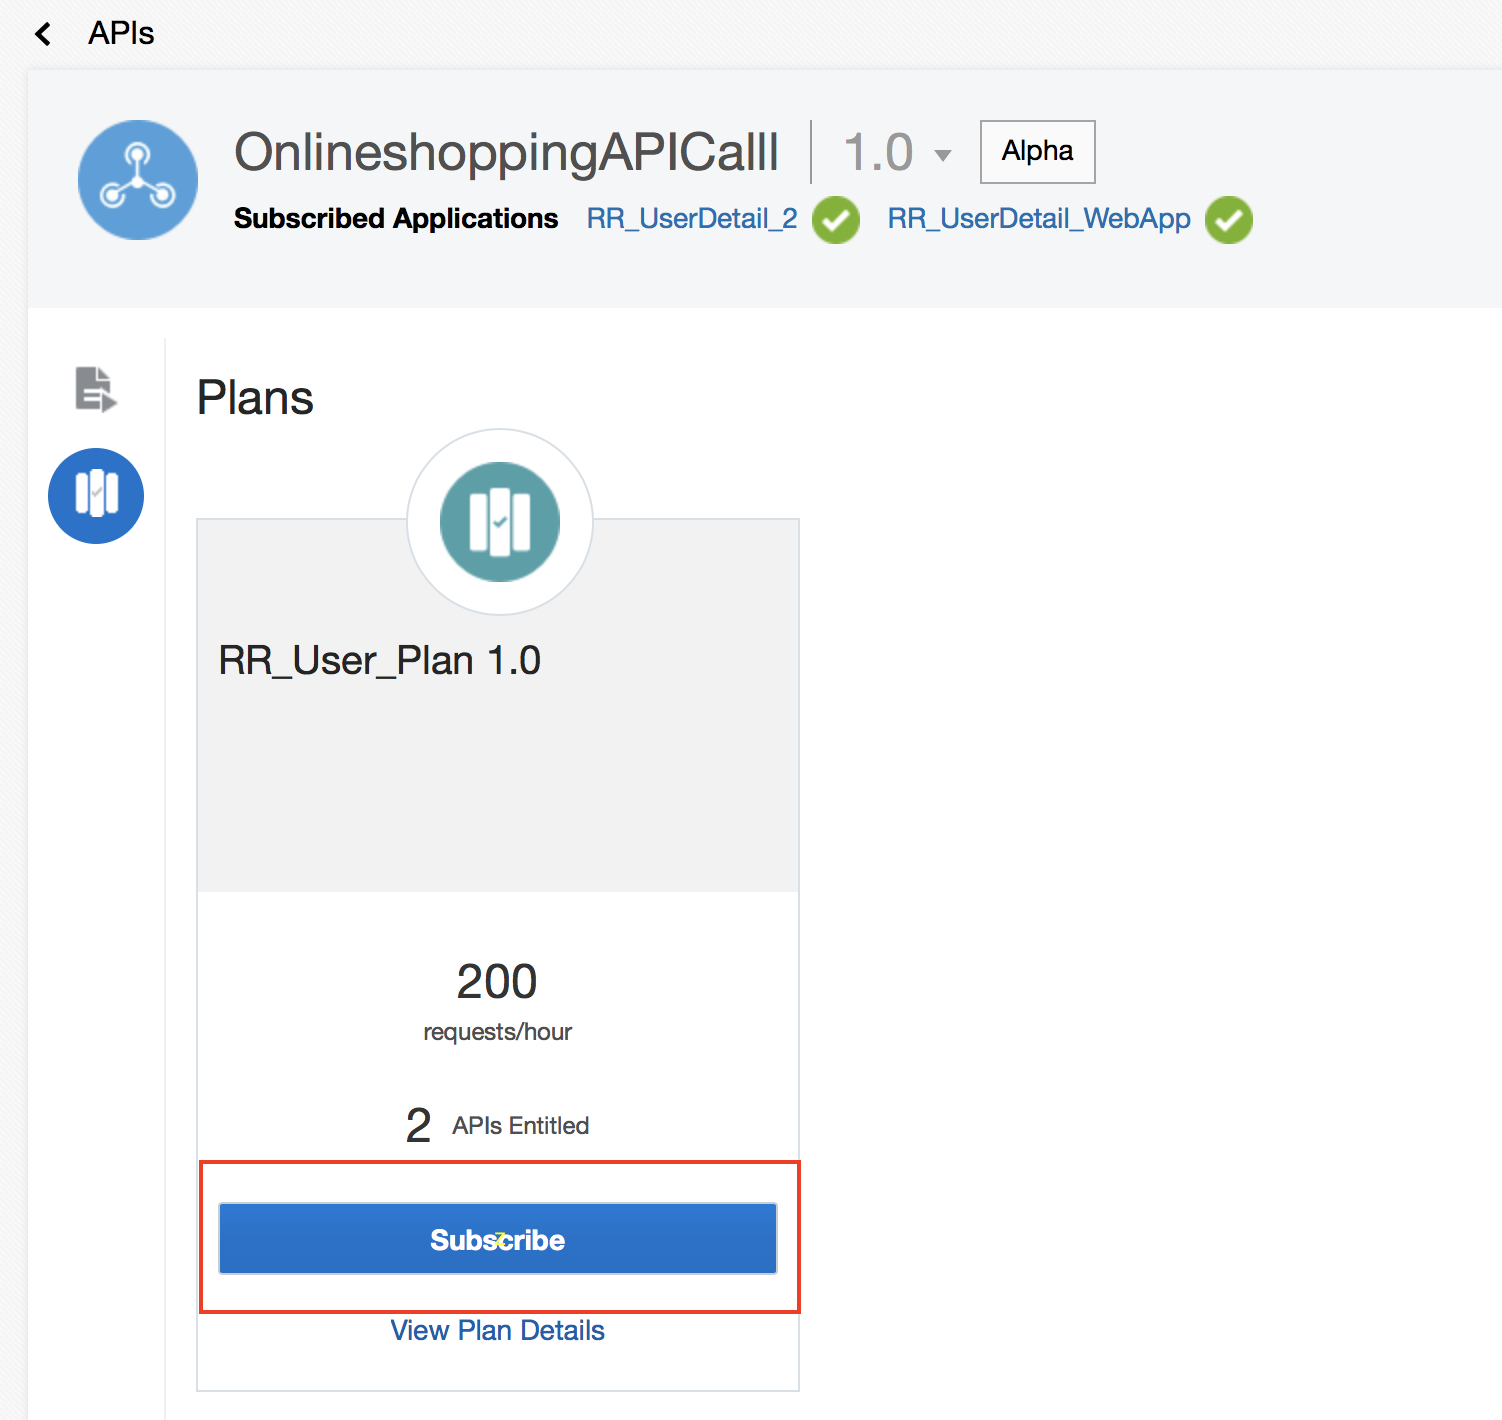 APIs
OnlineshoppingAPICalll 1.0 Alpha
Subscribed Applications RR_UserDetail_2 RR_UserDetail_WebApp
Plans
RR_User_Plan 1.0
200
requests/hour
2 APIs Entitled
Subscribe
z
View Plan Details